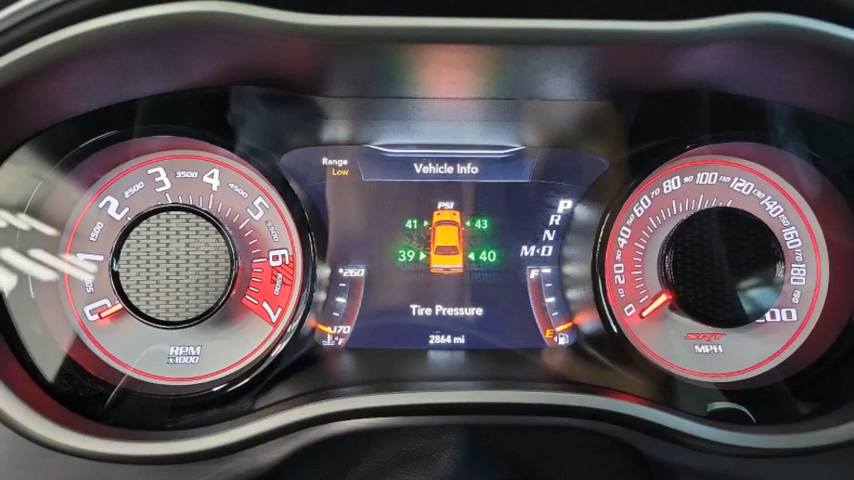 Range
Low
Vehicle Info
PSI
41 43
39 40
Tire Pressure
2864 mi
P
R
N
M D
260
170
°F
F
E
0
500
1
1500
2
2500
3
3500
4
4500
5
5500
6
6500
7
RPM
x1000
0
20
30
40
50
60
70
80
90
100
110
120
130
140
150
160
170
180
190
200
SRT
MPH